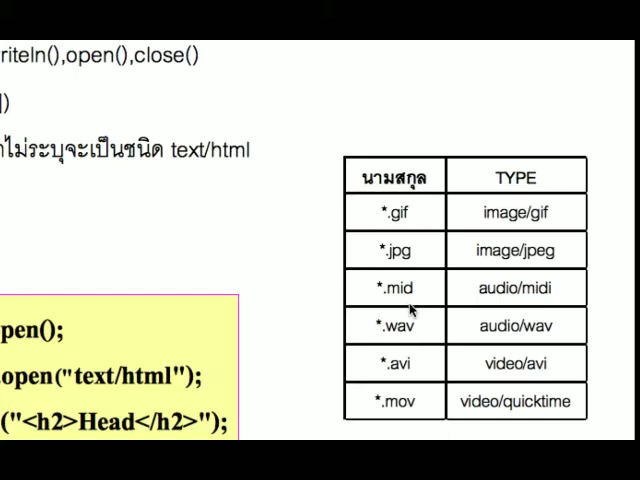 riteln(),open(),close()
])
าไม่ระบุจะเป็นชนิด text/html
นามสกุล TYPE
*.gif image/gif
*.jpg image/jpeg
*.mid audio/midi
*.wav audio/wav
*.avi video/avi
*.mov video/quicktime
pen();
.open("text/html");
("<h2>Head</h2>");